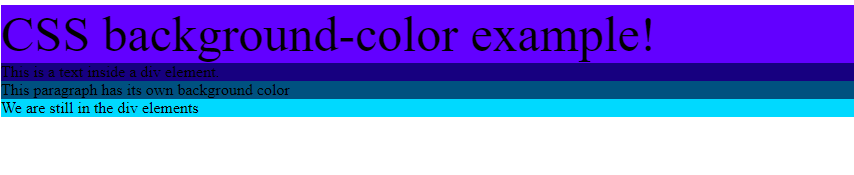 CSS background-color example!
This is a text inside a div element.
This paragraph has its own background color
We are still in the div elements